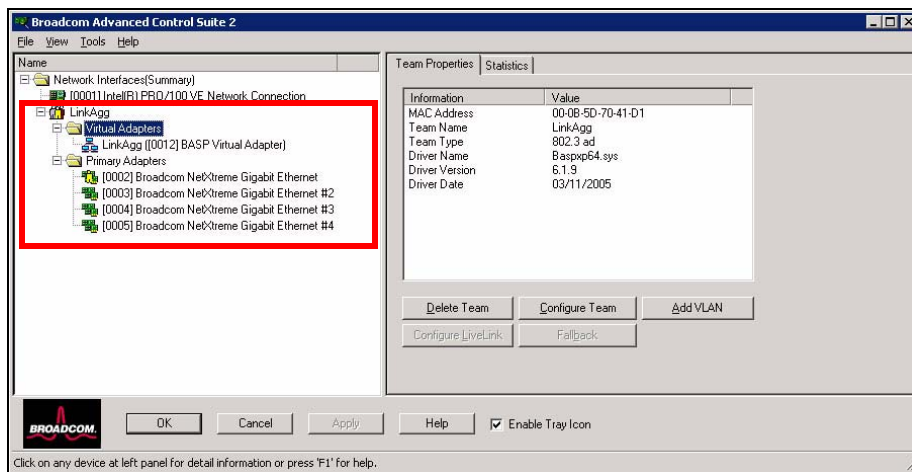 Broadcom Advanced Control Suite 2
File View Tools Help
Name
Network Interfaces(Summary)
[0001] Intel(R) PRO/100 VE Network Connection
LinkAgg
Virtual Adapters
LinkAgg ([0012] BASP Virtual Adapter)
Primary Adapters
[0002] Broadcom NetXtreme Gigabit Ethernet
[0003] Broadcom NetXtreme Gigabit Ethernet #2
[0004] Broadcom NetXtreme Gigabit Ethernet #3
[0005] Broadcom NetXtreme Gigabit Ethernet #4
Team Properties Statistics
Information Value
MAC Address 00-0B-5D-70-41-D1
Team Name LinkAgg
Team Type 802.3 ad
Driver Name Baspxp64.sys
Driver Version 6.1.9
Driver Date 03/11/2005
Delete Team Configure Team Add VLAN
Configure LiveLink Fallback
BROADCOM.
OK Cancel Apply Help Enable Tray Icon
Click on any device at left panel for detail information or press 'F1' for help.